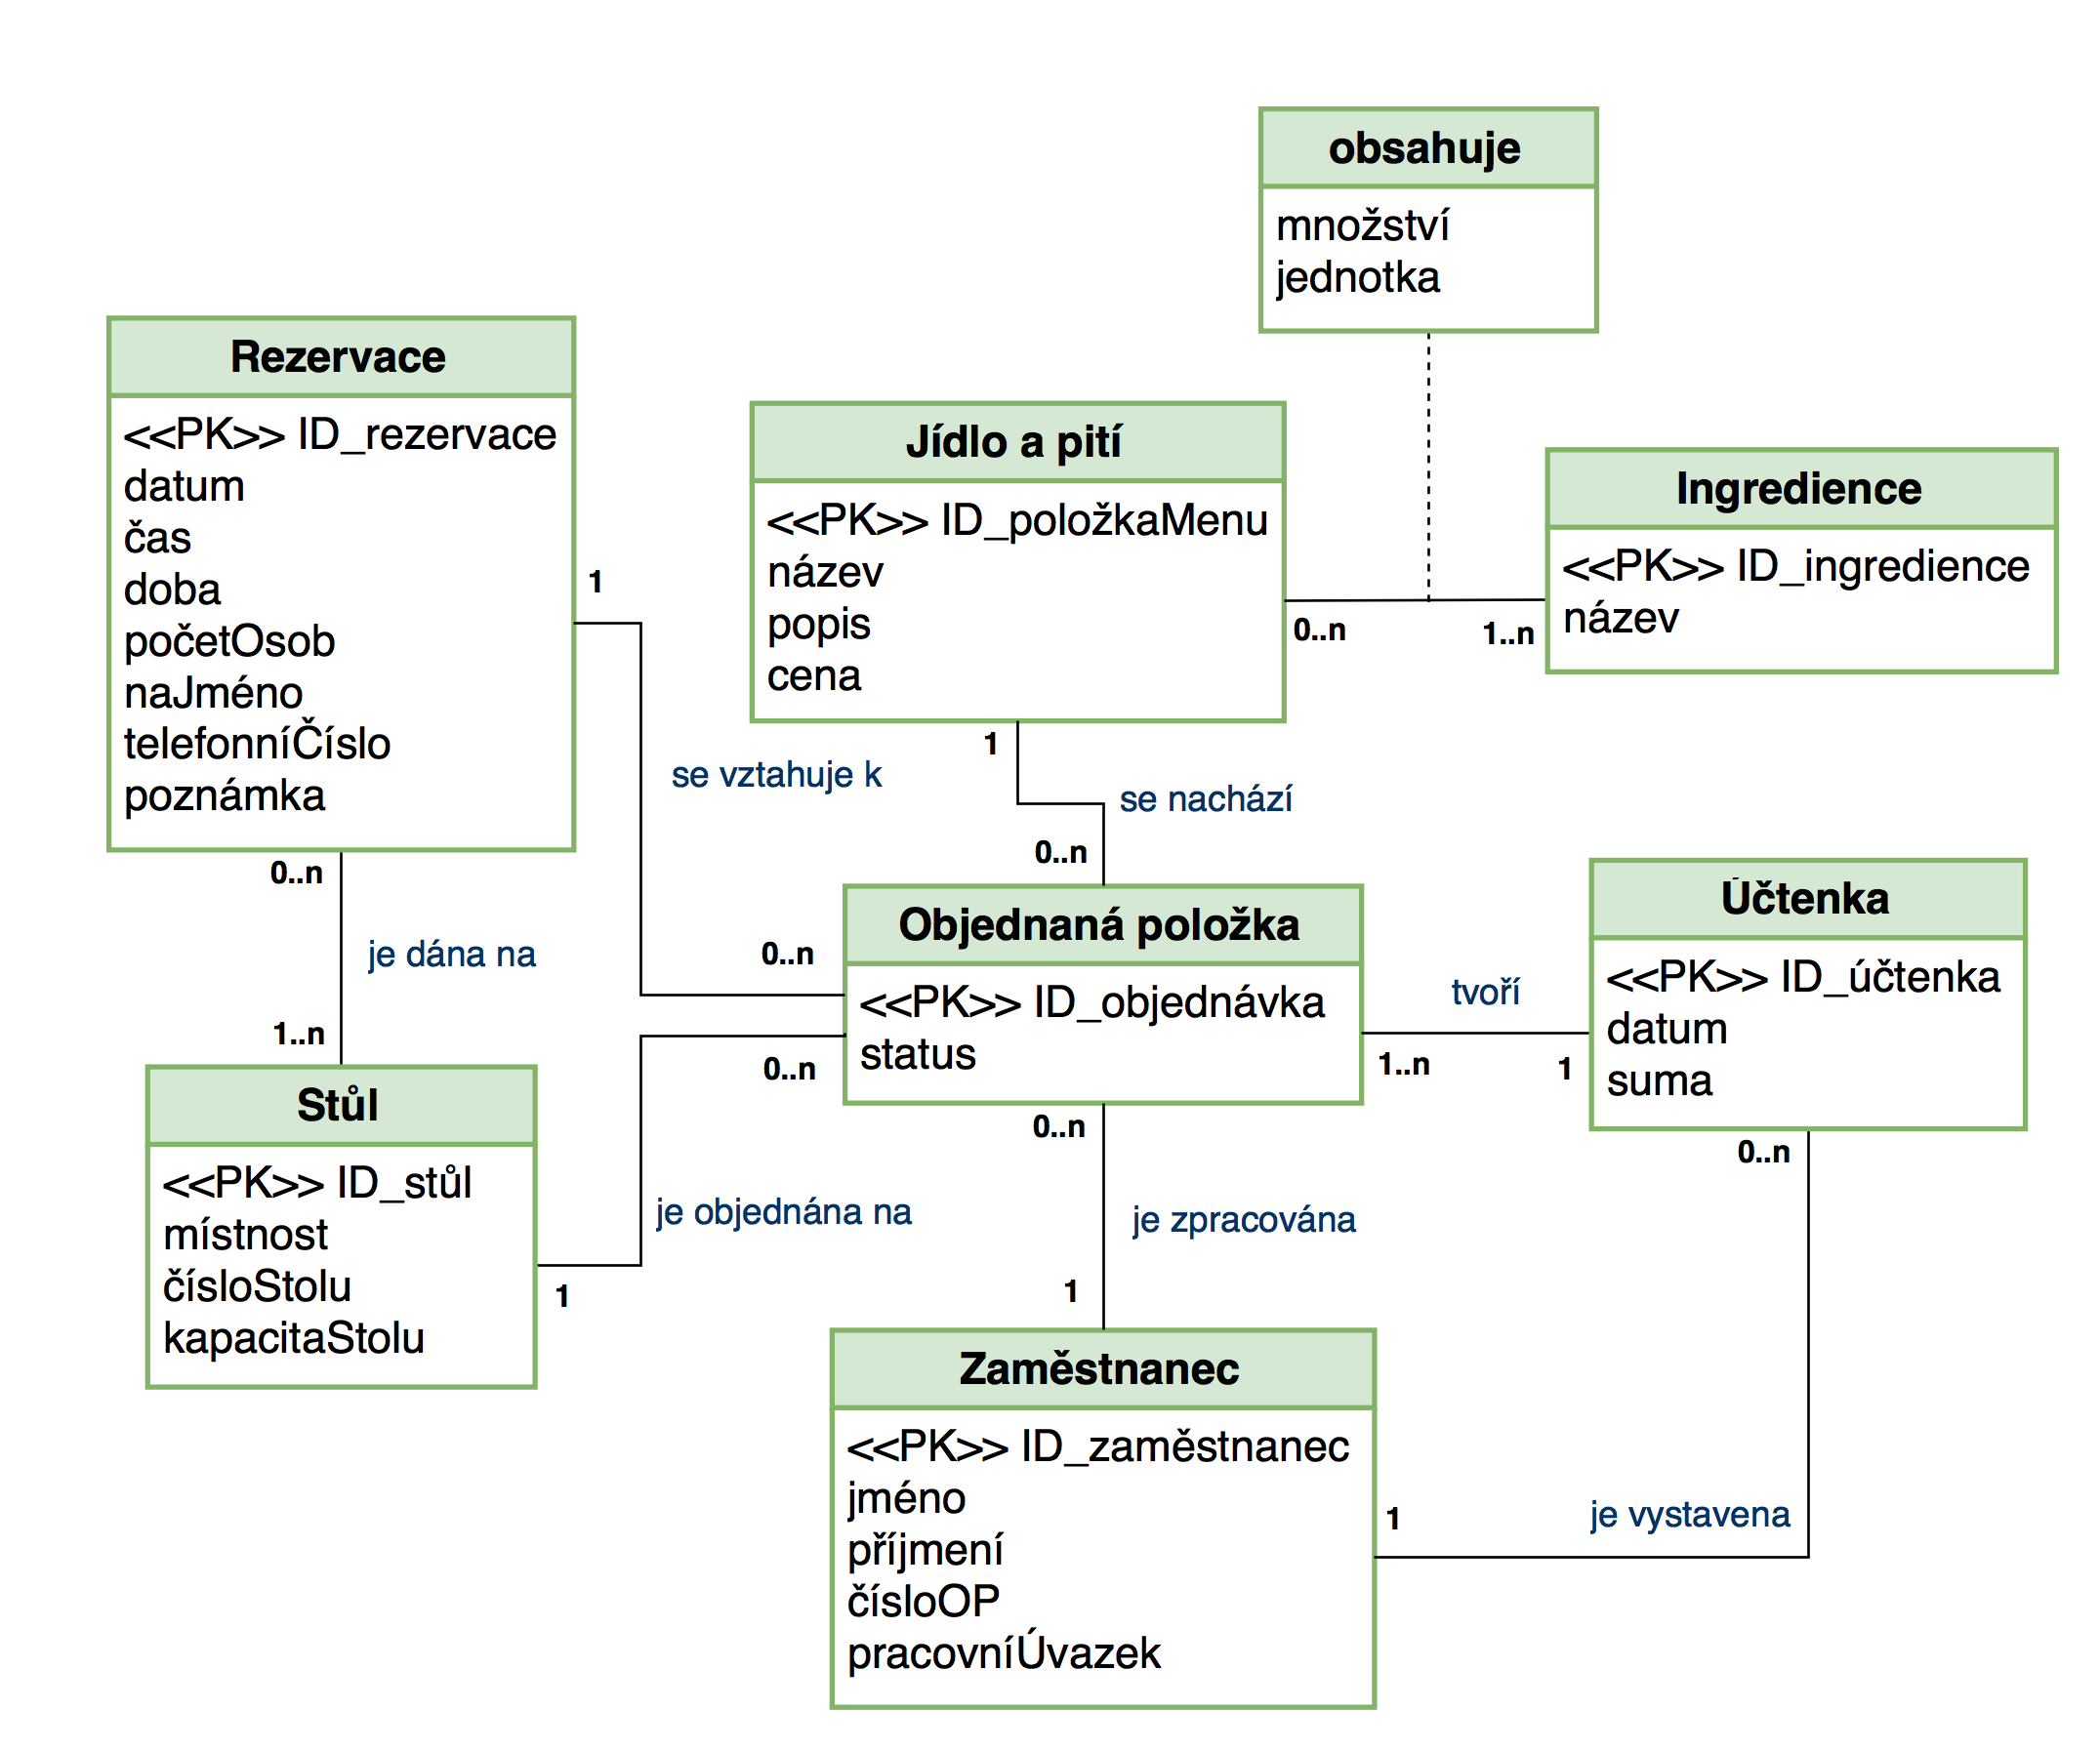 obsahuje
množství
jednotka
Rezervace
<<PK>> ID_rezervace
datum
čas
doba
početOsob
naJméno
telefonníČíslo
poznámka
Jídlo a pití
<<PK>> ID_položkaMenu
název
popis
cena
Ingredience
<<PK>> ID_ingredience
název
1
0..n
1..n
1
se vztahuje k
se nachází
0..n
0..n
je dána na
1..n
0..n
Objednaná položka
<<PK>> ID_objednávka
status
0..n
tvoří
1..n
1
Účtenka
<<PK>> ID_účtenka
datum
suma
Stůl
<<PK>> ID_stůl
místnost
čísloStolu
kapacitaStolu
0..n
0..n
je objednána na
je zpracována
1
1
Zaměstnanec
<<PK>> ID_zaměstnanec
jméno
příjmení
čísloOP
pracovníÚvazek
1
je vystavena